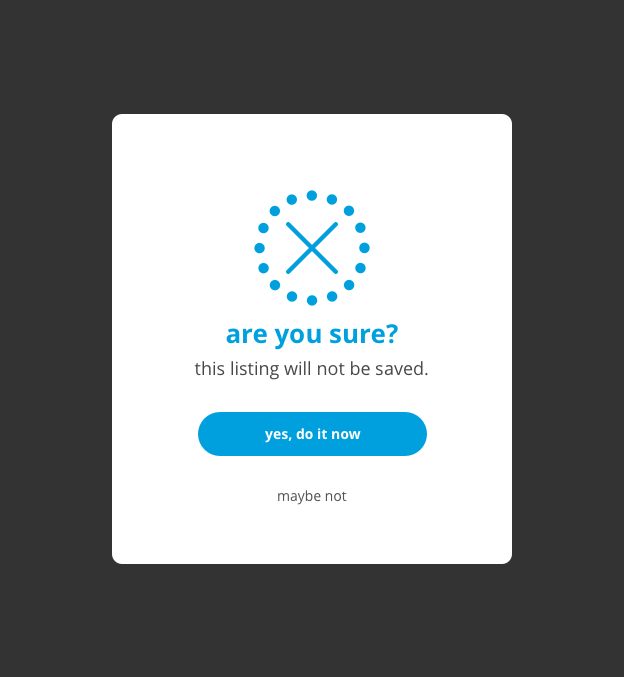 are you sure?
this listing will not be saved.
yes, do it now
maybe not